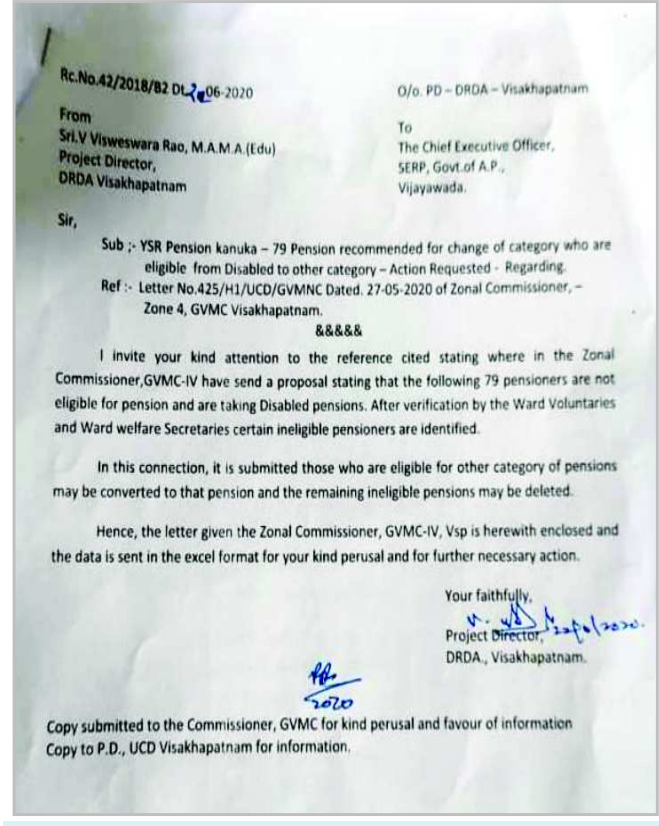 Rc.No.42/2018/B2 Dt. 06-2020
O/o. PD – DRDA – Visakhapatnam
From
Sri.V Visweswara Rao, M.A.M.A.(Edu)
Project Director,
DRDA Visakhapatnam
To
The Chief Executive Officer,
SERP, Govt.of A.P.,
Vijayawada.
Sir,
Sub ;- YSR Pension kanuka – 79 Pension recommended for change of category who are
eligible from Disabled to other category – Action Requested - Regarding.
Ref :- Letter No.425/H1/UCD/GVMNC Dated. 27-05-2020 of Zonal Commissioner, –
Zone 4, GVMC Visakhapatnam.
&&&&&
I invite your kind attention to the reference cited stating where in the Zonal
Commissioner,GVMC-IV have send a proposal stating that the following 79 pensioners are not
eligible for pension and are taking Disabled pensions. After verification by the Ward Voluntaries
and Ward welfare Secretaries certain ineligible pensioners are identified.
In this connection, it is submitted those who are eligible for other category of pensions
may be converted to that pension and the remaining ineligible pensions may be deleted.
Hence, the letter given the Zonal Commissioner, GVMC-IV, Vsp is herewith enclosed and
the data is sent in the excel format for your kind perusal and for further necessary action.
Your faithfully,
Project Director, 22/6/2020.
DRDA., Visakhapatnam.
2020
Copy submitted to the Commissioner, GVMC for kind perusal and favour of information
Copy to P.D., UCD Visakhapatnam for information.